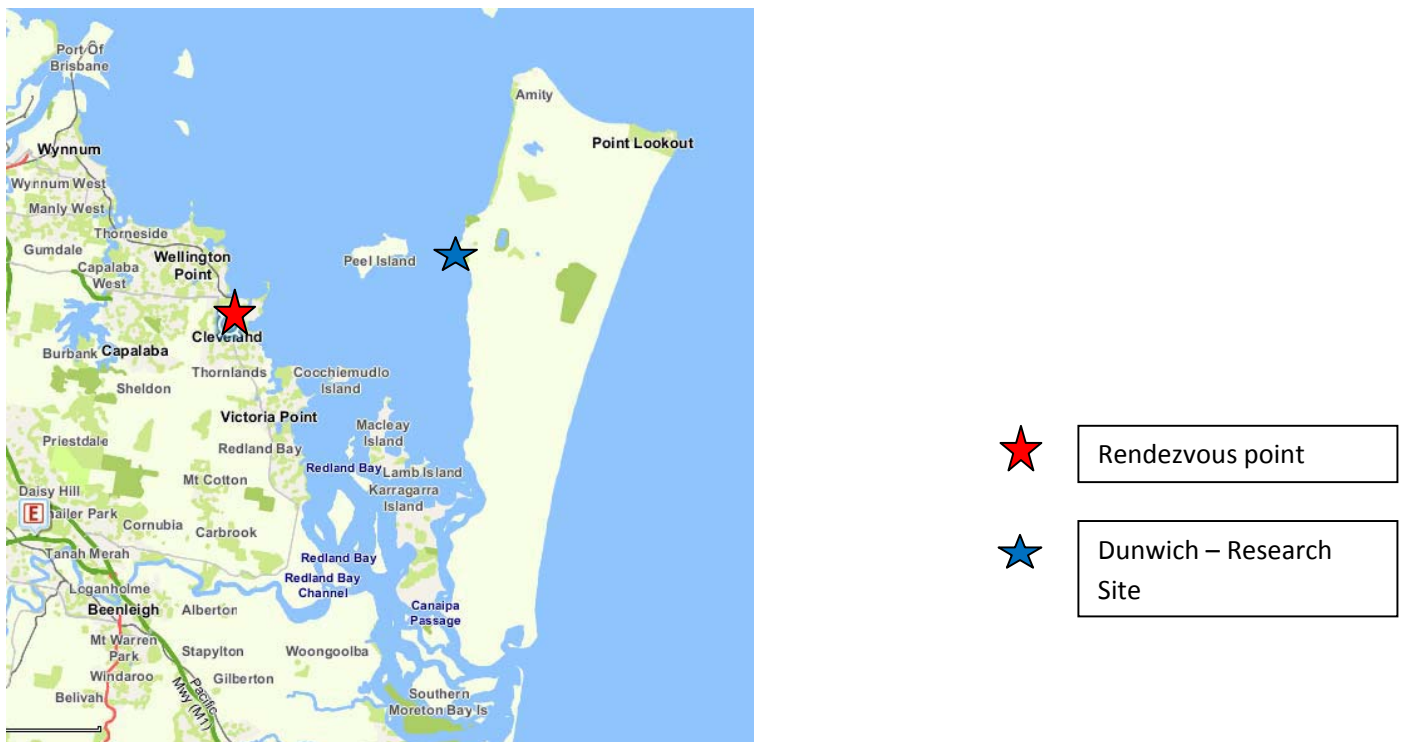 Port Of
Brisbane
Amity
Point Lookout
Wynnum
Wynnum West
Manly West
Thorneside
Gumdale
Wellington
Point
Capalaba
West
Peel Island
Cleveland
Burbank
Capalaba
Thornlands
Cocchiemudlo
Island
Sheldon
Victoria Point
Macleay
Island
Priestdale
Redland Bay
Redland Bay
Lamb Island
Mt Cotton
Karragarra
Island
Daisy Hill
E
hailer Park
Cornubia
Carbrook
Tanah Merah
Redland Bay
Redland Bay
Channel
Loganholme
Beenleigh
Alberton
Canaipa
Passage
Mt Warren
Park
Stapylton
Woongoolba
Windaroo
Gilberton
Pacific
Mwy (M1)
Belivah
Southern
Moreton Bay Is
Rendezvous point
Dunwich – Research
Site